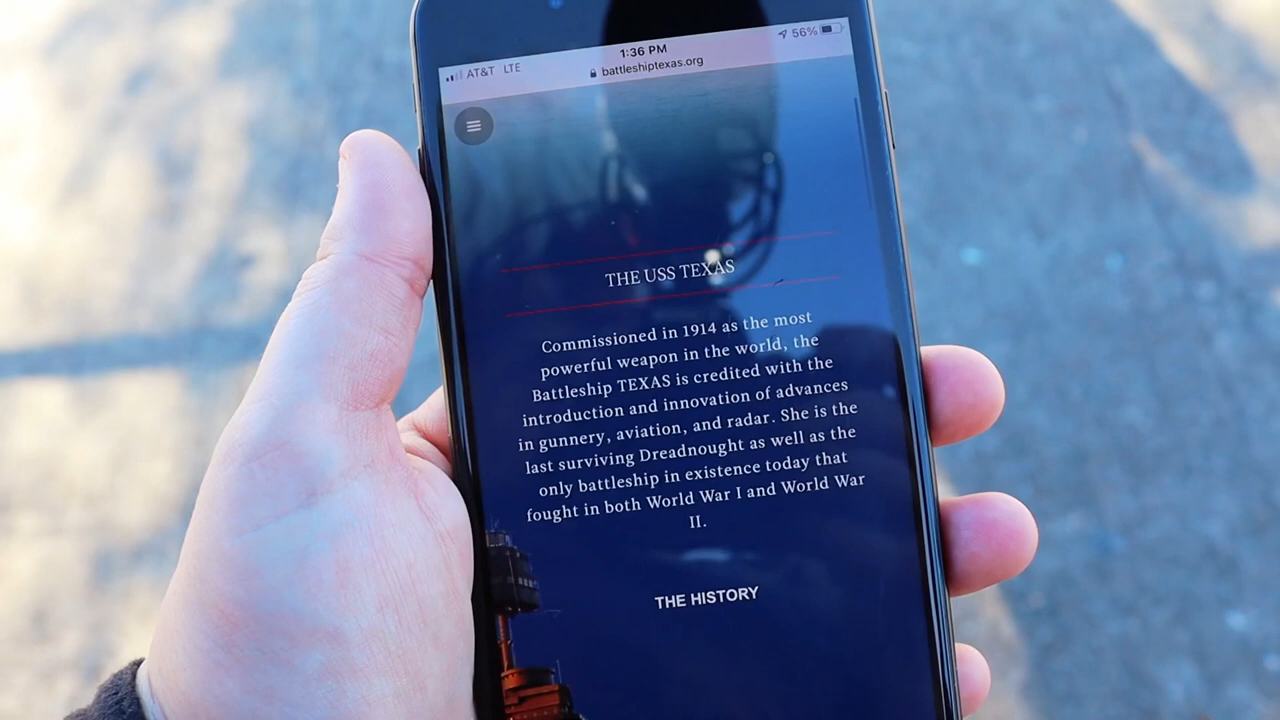 1:36 PM
AT&T LTE
56%
battleshiptexas.org
THE USS TEXAS
Commissioned in 1914 as the most
powerful weapon in the world, the
Battleship TEXAS is credited with the
introduction and innovation of advances
in gunnery, aviation, and radar. She is the
last surviving Dreadnought as well as the
only battleship in existence today that
fought in both World War I and World War
II.
THE HISTORY